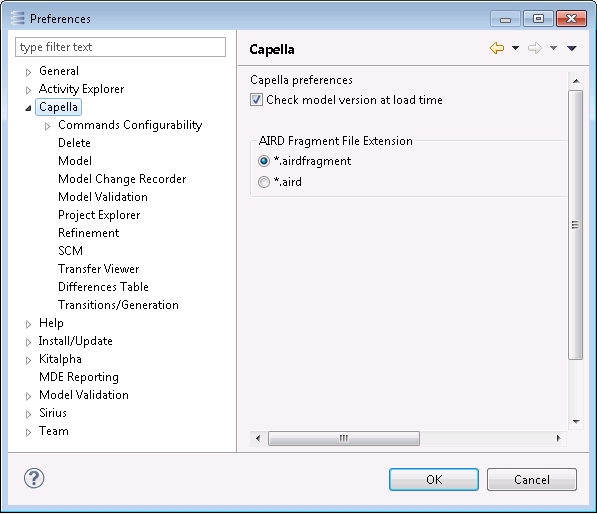 Preferences
type filter text
General
Activity Explorer
Capella
Commands Configurability
Delete
Model
Model Change Recorder
Model Validation
Project Explorer
Refinement
SCM
Transfer Viewer
Differences Table
Transitions/Generation
Help
Install/Update
Kitalpha
MDE Reporting
Model Validation
Sirius
Team
Capella
Capella preferences
Check model version at load time
AIRD Fragment File Extension
*.airdfragment
*.aird
?
OK
Cancel